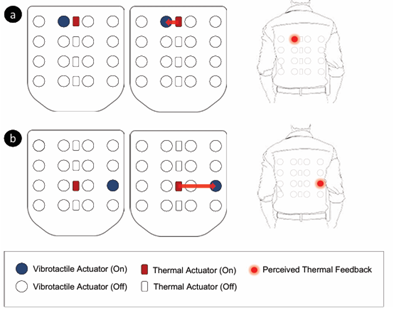 a
b
Vibrotactile Actuator (On)
Thermal Actuator (On)
Perceived Thermal Feedback
Vibrotactile Actuator (Off)
Thermal Actuator (Off)